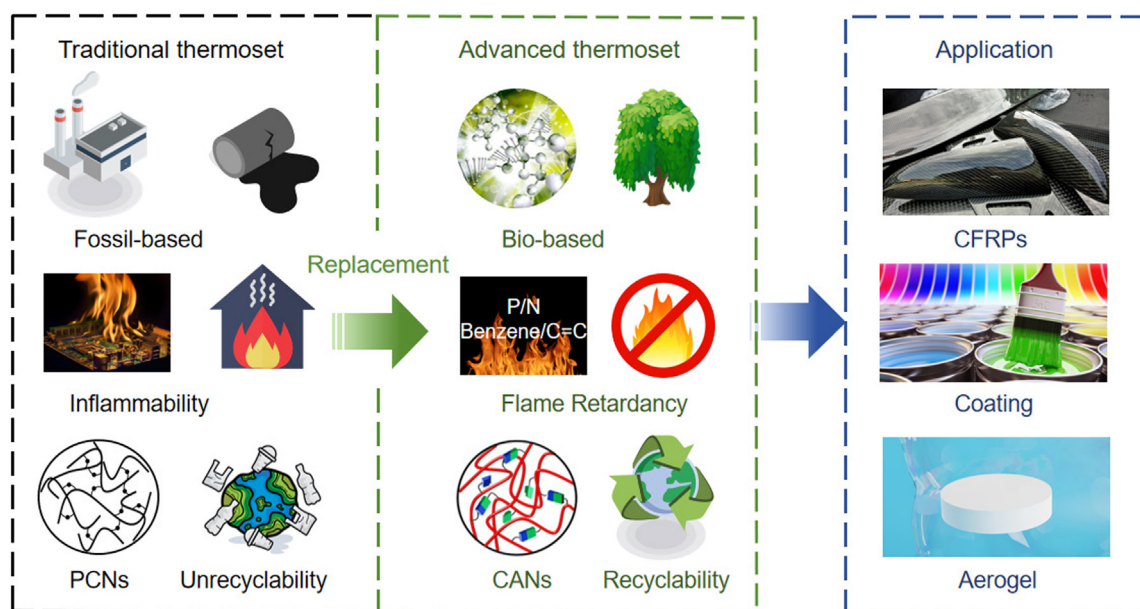 Traditional thermoset
Fossil-based
Inflammability
PCNs
Unrecyclability
Replacement
Advanced thermoset
Bio-based
P/N
Benzene/C=C
Flame Retardancy
CANs
Recyclability
Application
CFRPs
Coating
Aerogel